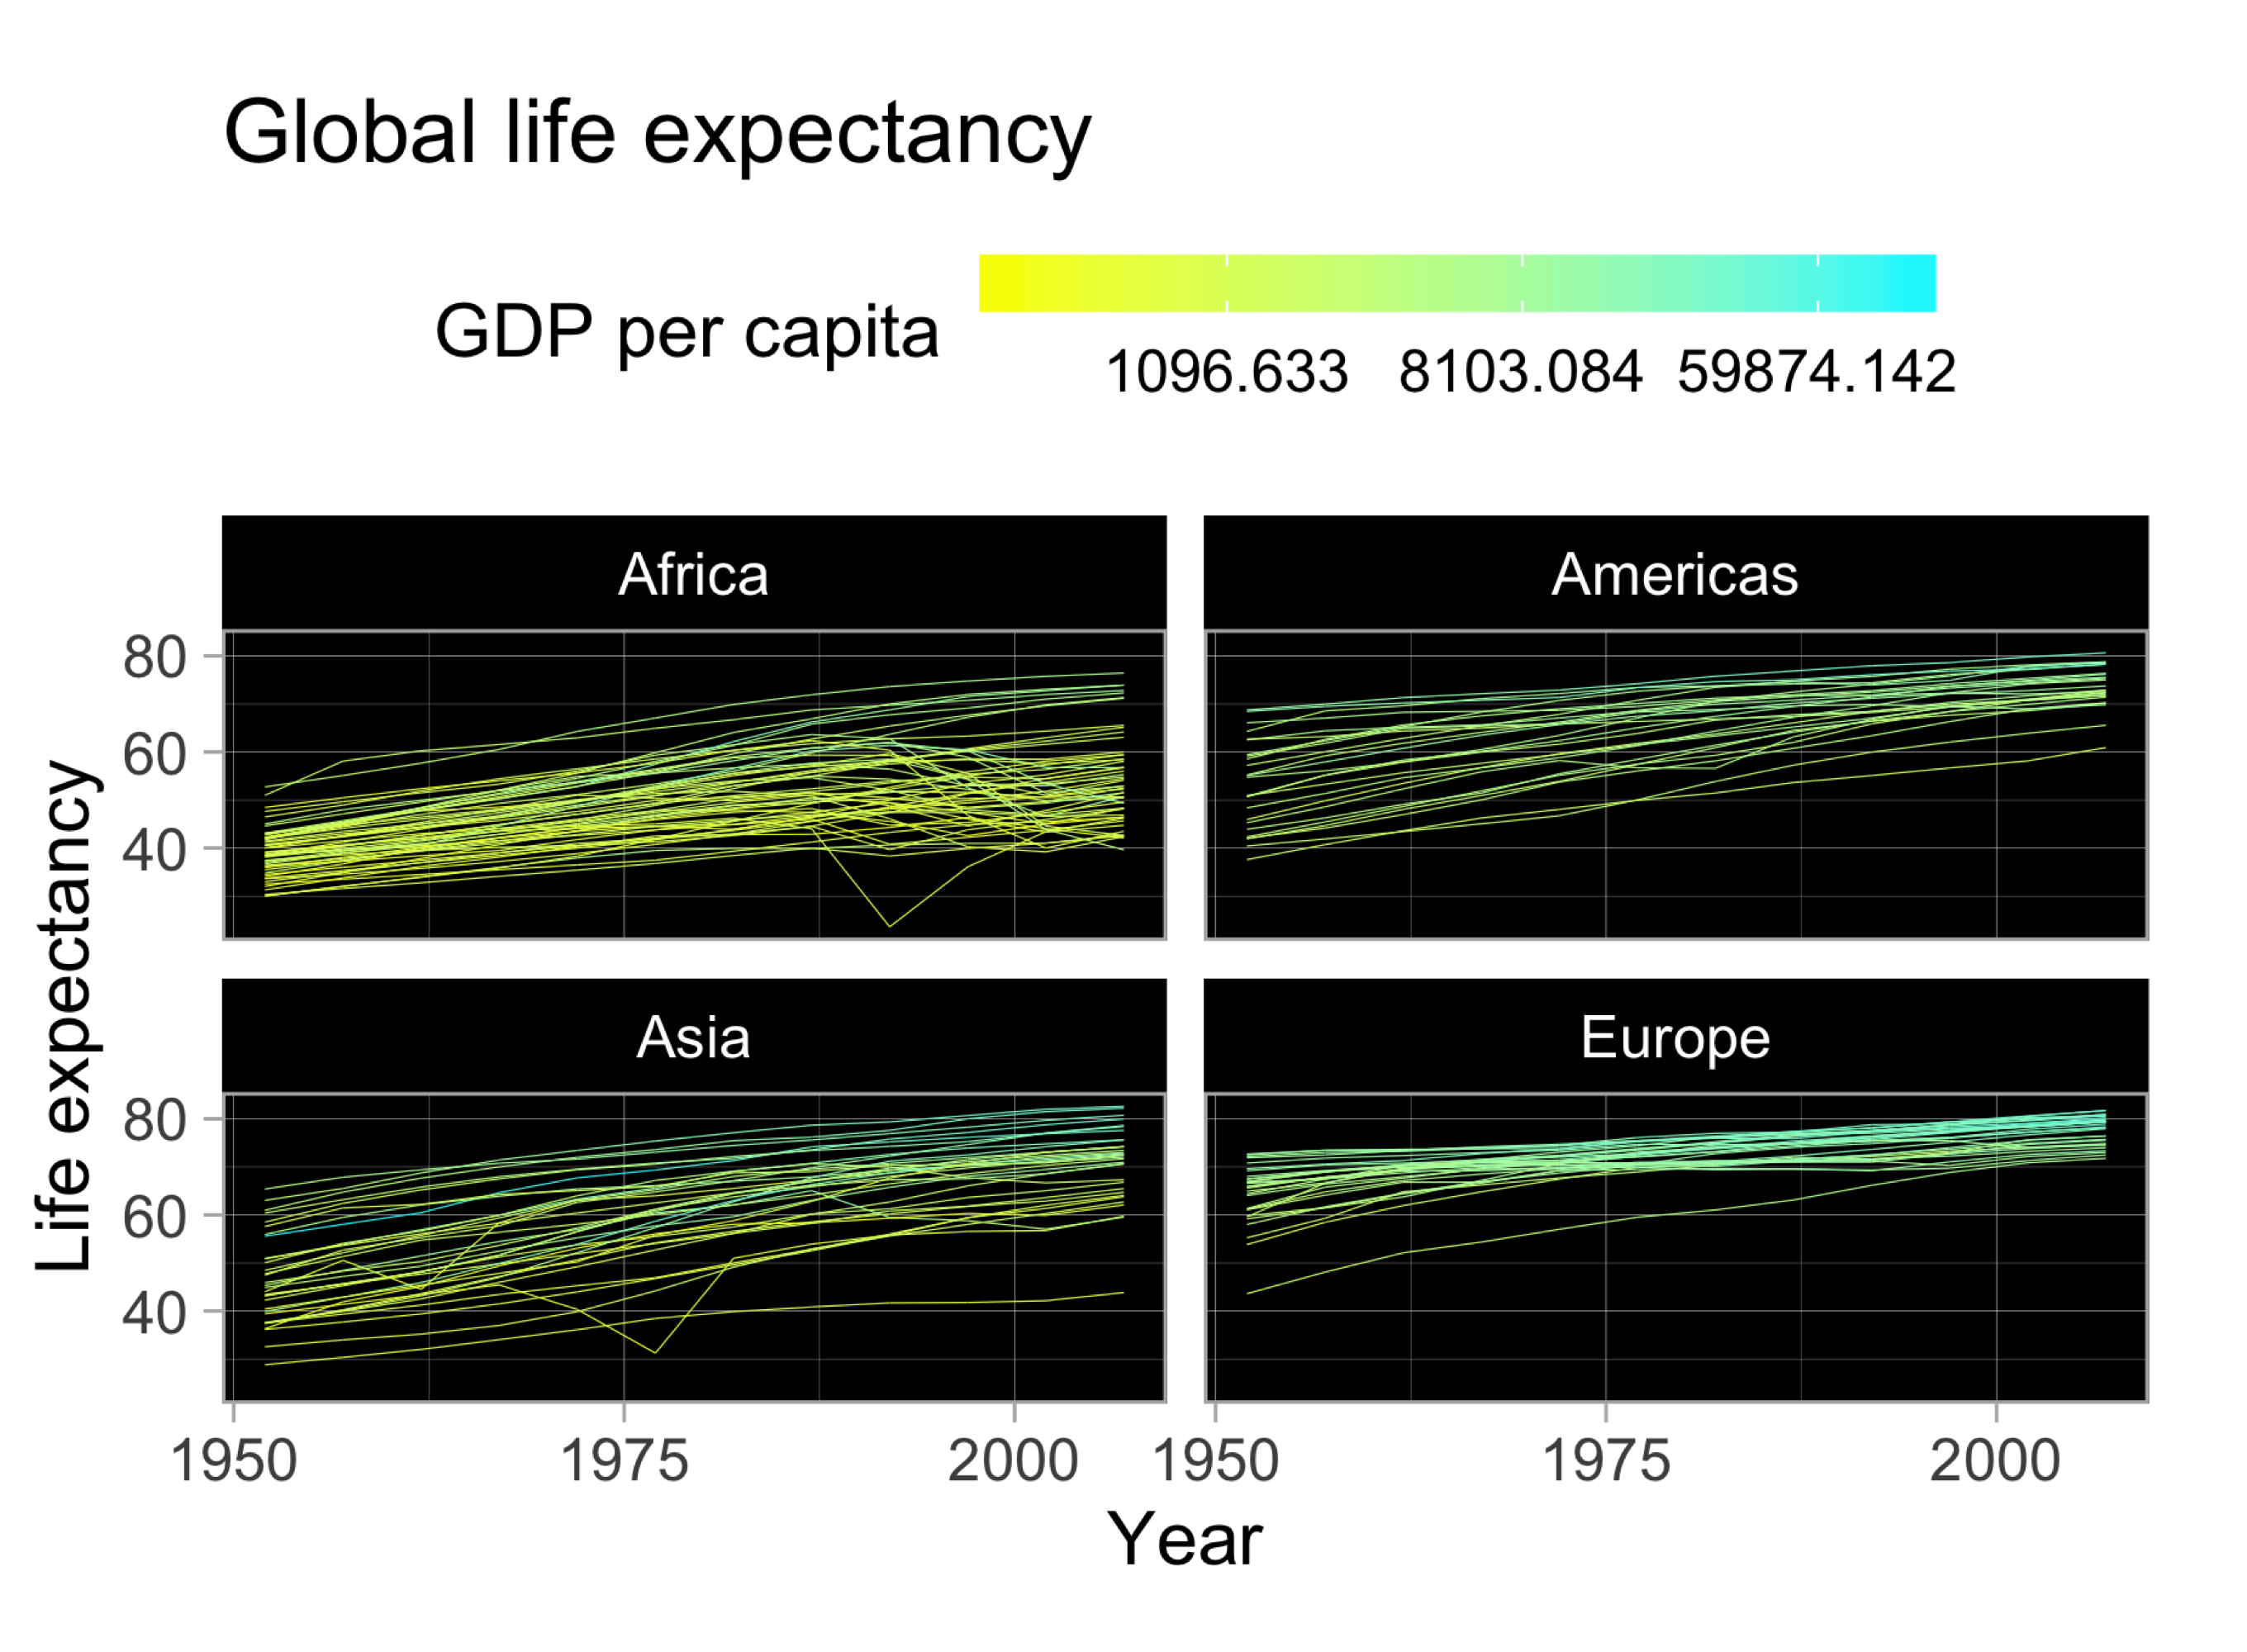 Global life expectancy
GDP per capita
1096.633 8103.084 59874.142
Africa
Americas
80
60
40
Asia
Europe
80
60
40
Life expectancy
1950 1975 2000 1950 1975 2000
Year